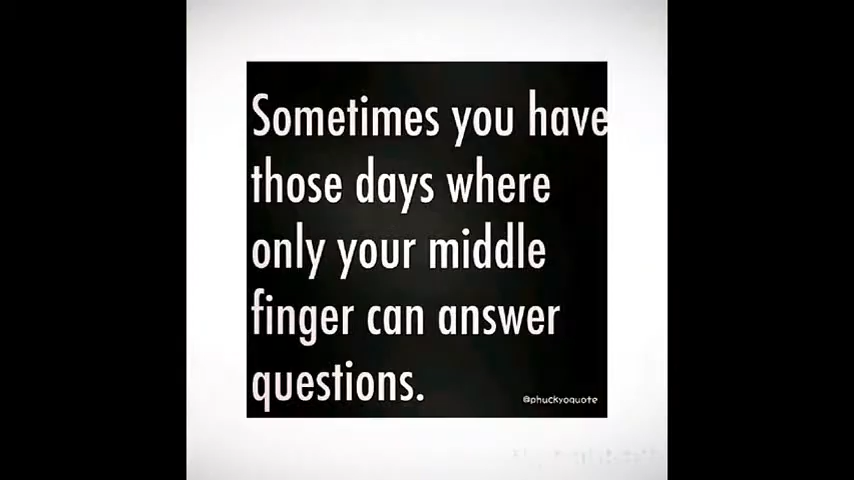 Sometimes you have
those days where
only your middle
finger can answer
questions.
@phuckyoquote